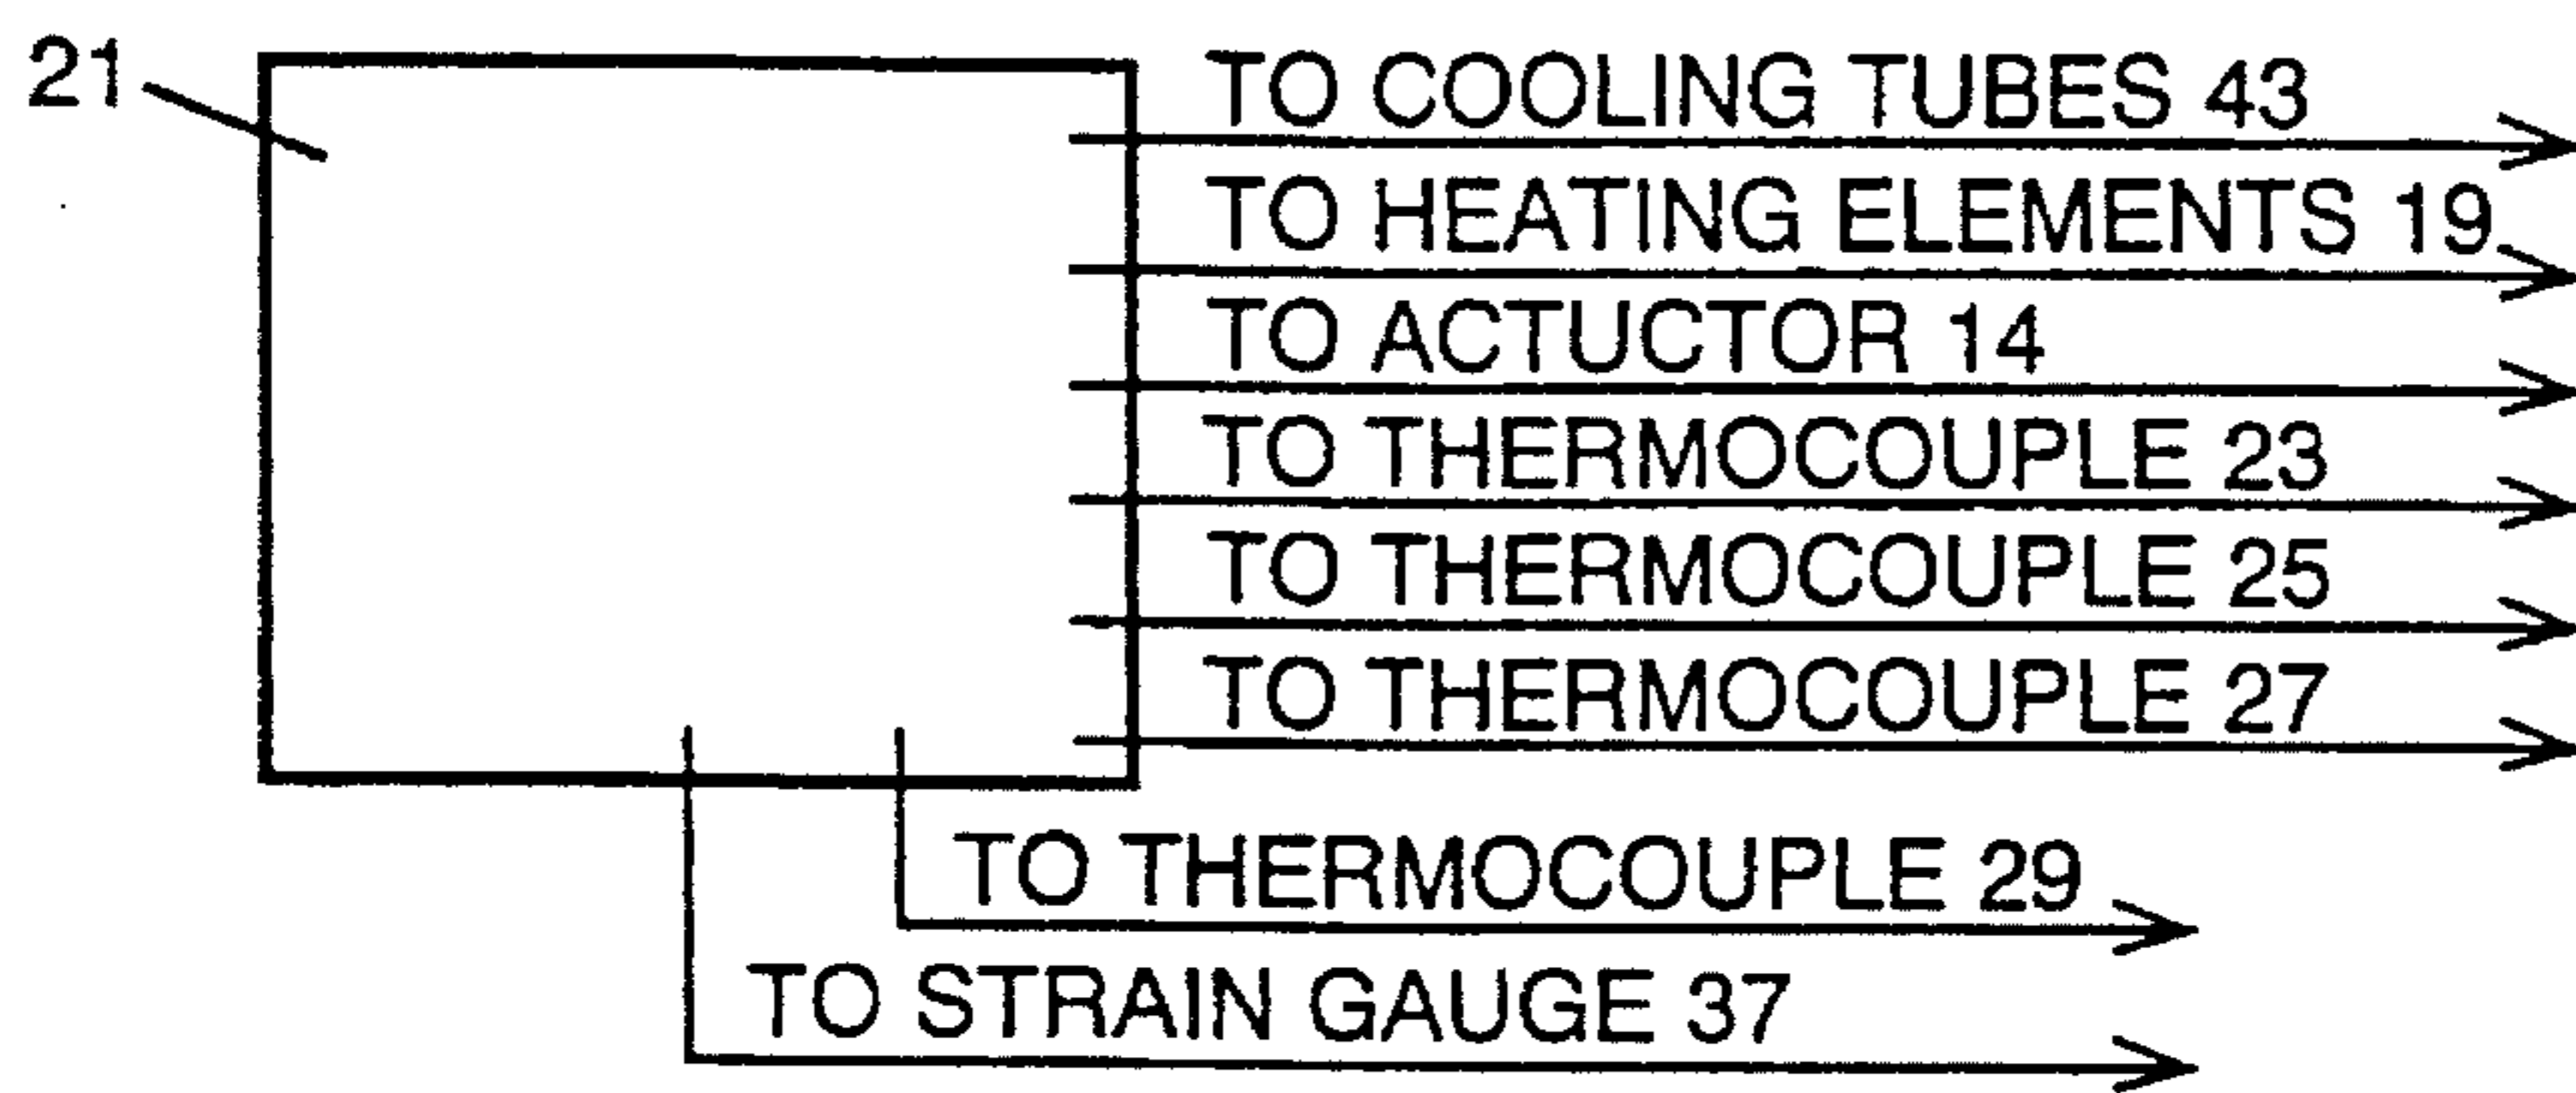 21
TO COOLING TUBES 43
TO HEATING ELEMENTS 19
TO ACTUCTOR 14
TO THERMOCOUPLE 23
TO THERMOCOUPLE 25
TO THERMOCOUPLE 27
TO THERMOCOUPLE 29
TO STRAIN GAUGE 37